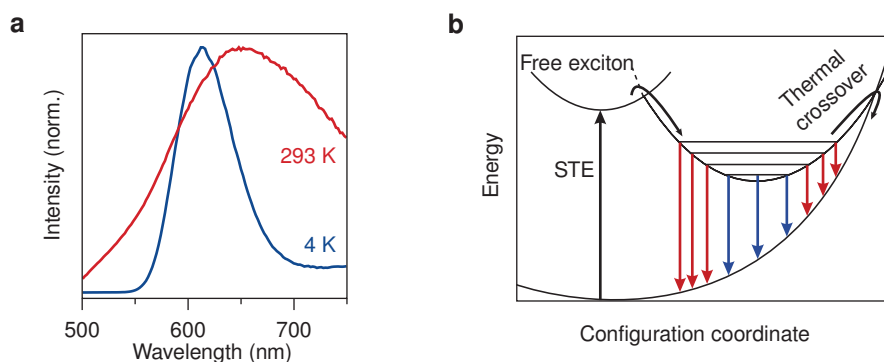 a
Intensity (norm.)
293 K
4 K
500
600
700
Wavelength (nm)
b
Free exciton
Thermal
crossover
STE
Energy
Configuration coordinate